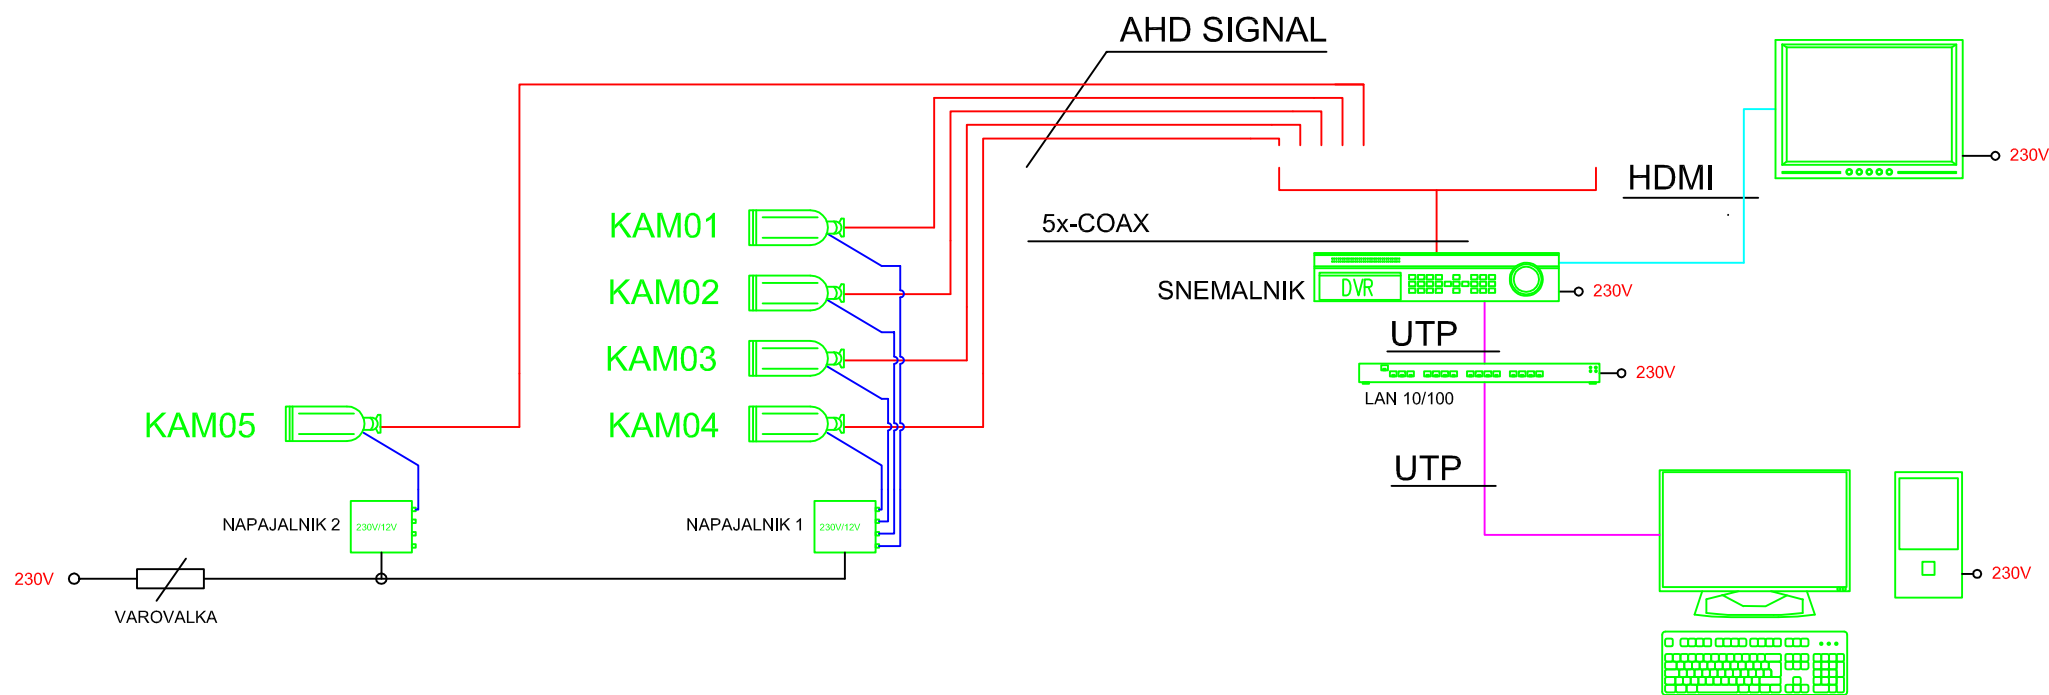 AHD SIGNAL
230V
HDMI
KAM01
5x-COAX
KAM02
SNEMALNIK
DVR
230V
UTP
KAM03
230V
LAN 10/100
KAM05
KAM04
UTP
NAPAJALNIK 2
230V/12V
NAPAJALNIK 1
230V/12V
230V
230V
VAROVALKA